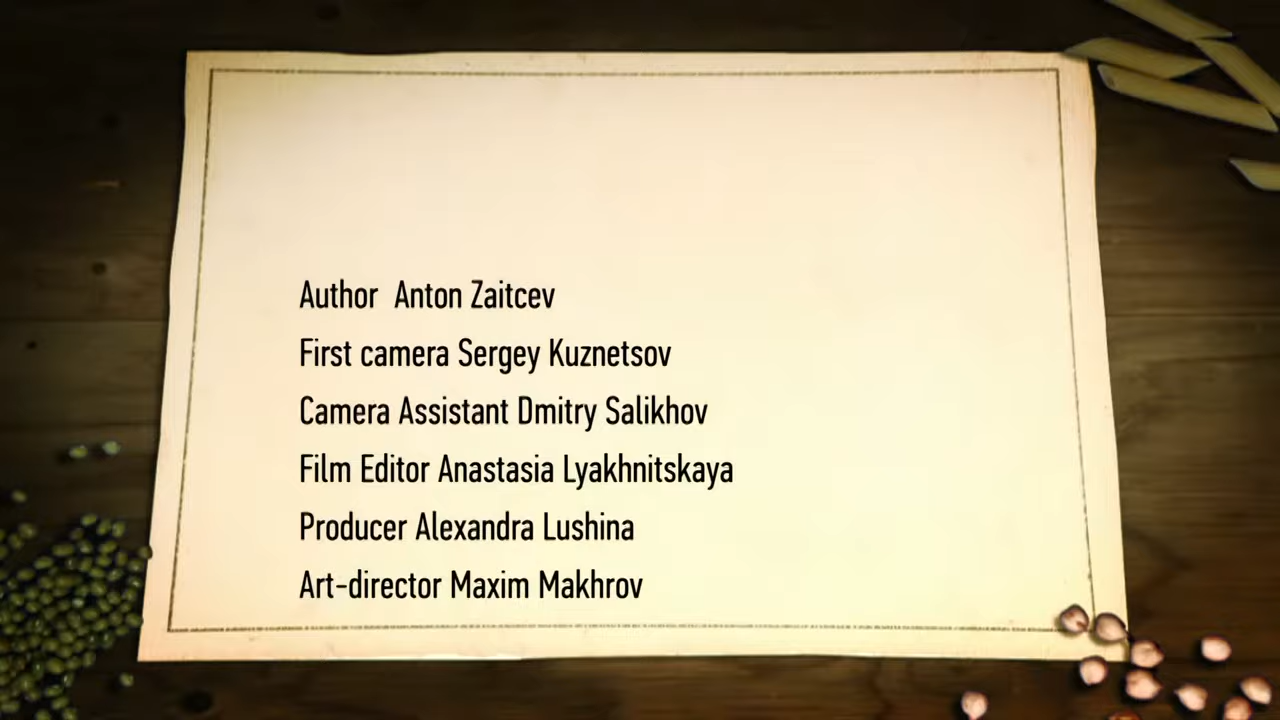 Author  Anton Zaitcev
First camera Sergey Kuznetsov
Camera Assistant Dmitry Salikhov
Film Editor Anastasia Lyakhnitskaya
Producer Alexandra Lushina
Art-director Maxim Makhrov